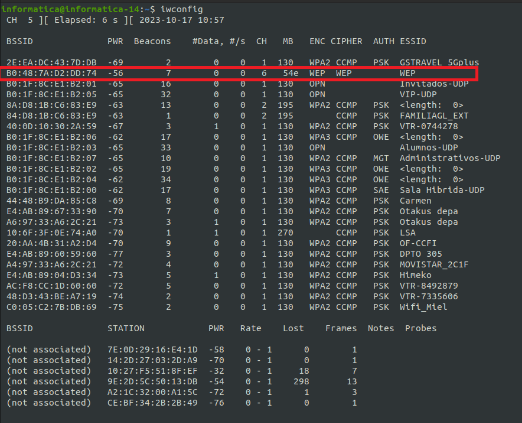 informatica@informatica-14:~$ iwconfig
CH 5 ][ Elapsed: 6 s ][ 2023-10-17 10:57
BSSID PWR Beacons #Data, #/s CH MB ENC CIPHER AUTH ESSID
2E:EA:DC:43:7D:DB -69 2 0 0 1 130 WPA2 CCMP PSK GSTRAVEL_5Gplus
B0:48:7A:D2:DD:74 -56 7 0 0 6 54e WEP WEP WEP
B0:1F:8C:E1:B2:01 -65 16 0 0 1 130 OPN Invitados-UDP
B0:1F:8C:E1:B2:05 -65 32 0 0 1 130 OPN VIP-UDP
8A:D8:1B:C6:83:E9 -63 13 0 0 2 195 WPA2 CCMP PSK <length: 0>
84:D8:1B:C6:83:E9 -63 1 0 0 2 195 CCMP PSK FAMILIAGL_EXT
40:0D:10:30:2A:59 -67 3 1 0 1 130 WPA2 CCMP PSK VTR-0744278
B0:1F:8C:E1:B2:06 -62 17 0 0 1 130 WPA3 CCMP OWE <length: 0>
B0:1F:8C:E1:B2:03 -65 33 0 0 1 130 OPN Alumnos-UDP
B0:1F:8C:E1:B2:07 -65 10 0 0 1 130 WPA2 CCMP MGT Administrativos-UDP
B0:1F:8C:E1:B2:02 -65 19 0 0 1 130 WPA3 CCMP OWE <length: 0>
B0:1F:8C:E1:B2:04 -62 34 0 0 1 130 WPA3 CCMP OWE <length: 0>
B0:1F:8C:E1:B2:00 -62 17 0 0 1 130 WPA3 CCMP SAE Sala Hibrida-UDP
44:48:B9:DA:85:C8 -69 8 0 0 1 130 WPA2 CCMP PSK Carmen
E4:AB:89:67:33:90 -70 7 0 0 1 130 WPA2 CCMP PSK Otakus depa
A6:97:33:A6:2C:21 -73 3 1 0 1 130 WPA2 CCMP PSK Otakus depa
10:6F:3F:0E:74:A0 -70 1 1 0 1 270 CCMP PSK LSA
20:AA:4B:31:A2:D4 -70 9 0 0 1 130 WPA2 CCMP PSK OF-CCFI
E4:AB:89:60:59:60 -77 3 0 0 1 130 WPA2 CCMP PSK DPTO 305
A4:97:33:A6:2C:21 -72 4 0 0 1 130 WPA2 CCMP PSK MOVISTAR_2C1F
E4:AB:89:04:D3:34 -73 5 1 0 1 130 WPA2 CCMP PSK Himeko
AC:F8:CC:1D:60:60 -72 5 0 0 1 130 WPA2 CCMP PSK VTR-8492879
48:D3:43:BE:A7:19 -74 2 0 0 1 130 WPA2 CCMP PSK VTR-7335606
C0:05:C2:7B:DB:69 -75 2 0 0 1 130 WPA2 CCMP PSK Wifi_Miel
BSSID STATION PWR Rate Lost Frames Notes Probes
(not associated) 7E:0D:29:16:E4:1D -58 0 - 1 0 1
(not associated) 14:2D:27:03:2D:A9 -70 0 - 1 0 1
(not associated) 10:27:F5:51:8F:EF -32 0 - 1 18 7
(not associated) 9E:2D:5C:50:13:DB -54 0 - 1 298 13
(not associated) A2:1C:32:00:A1:5C -72 0 - 1 1 3
(not associated) CE:BF:34:2B:2B:49 -76 0 - 1 0 1